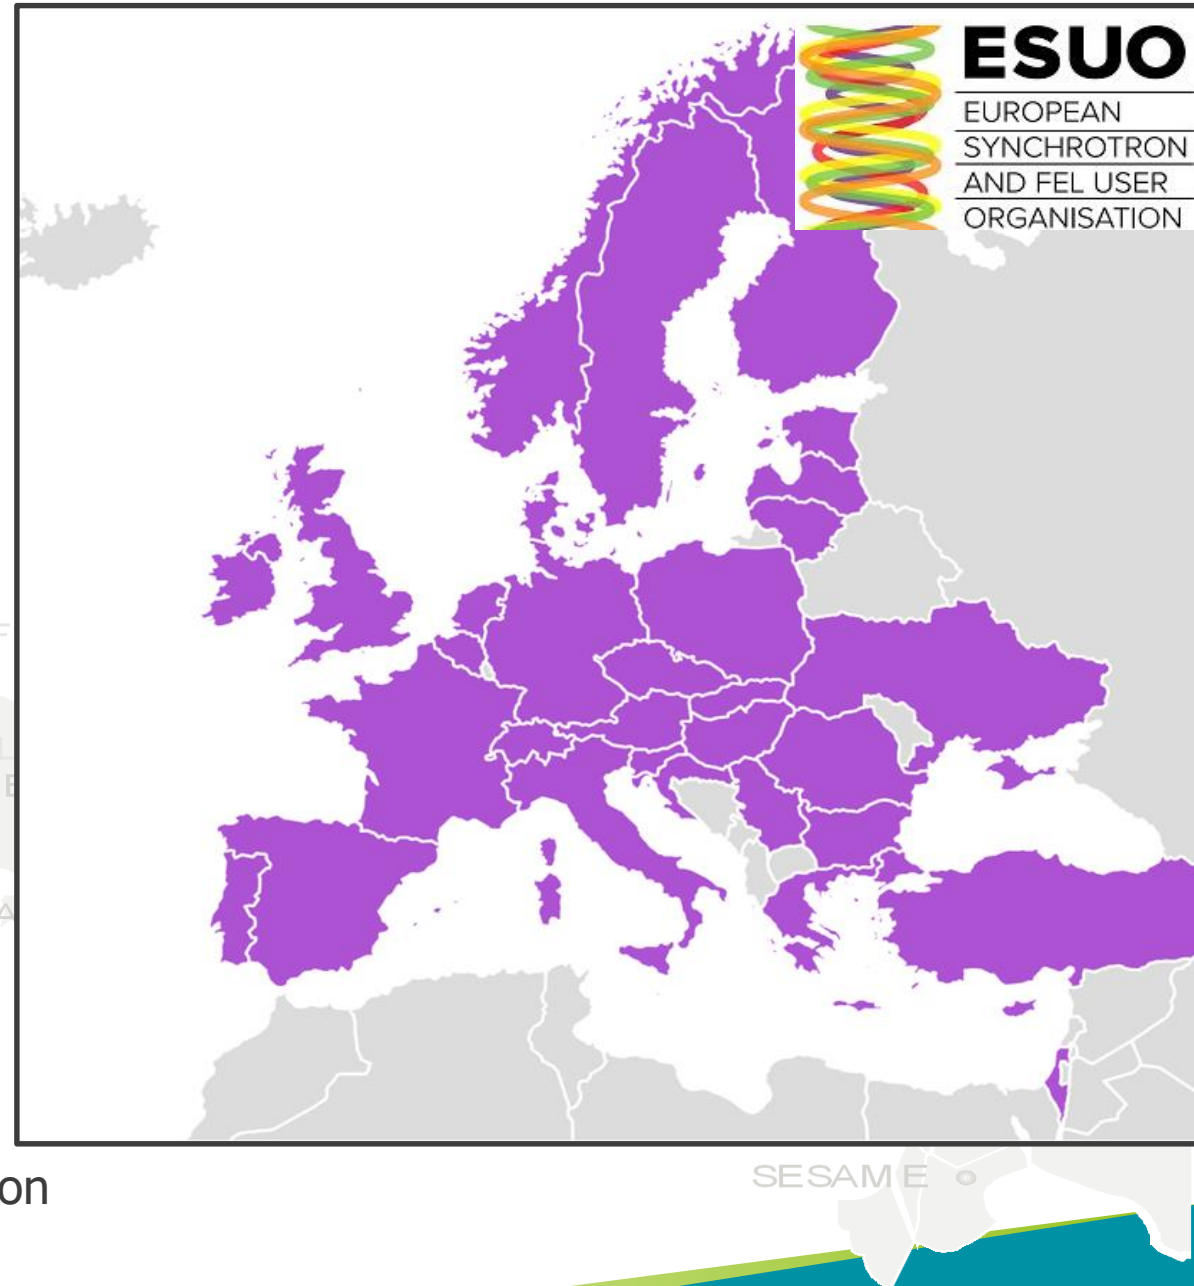 ESUO
EUROPEAN
SYNCHROTRON
AND FEL USER
ORGANISATION
SESAME
on